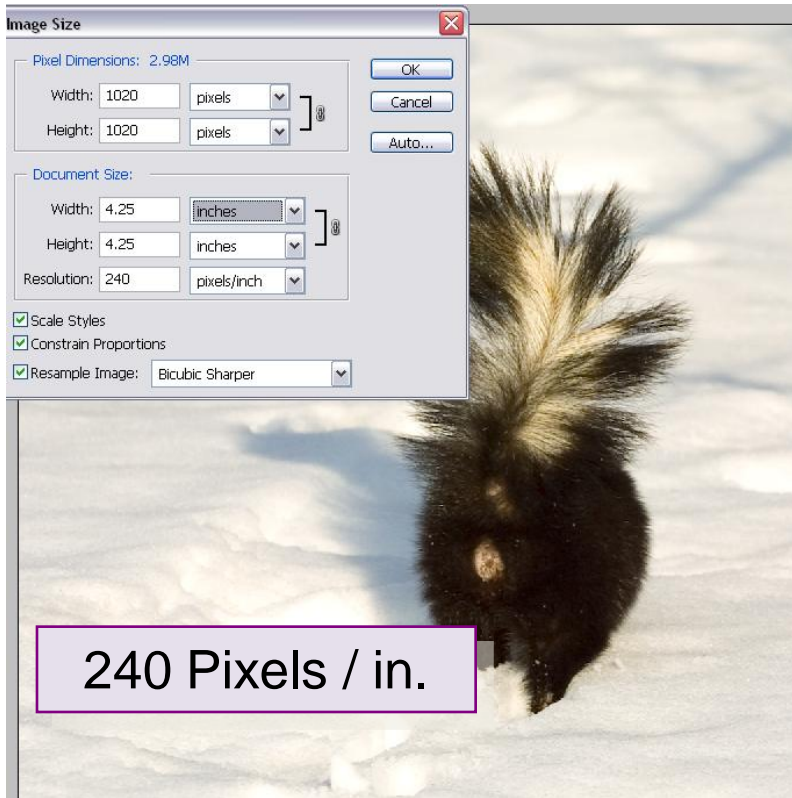 Image Size
Pixel Dimensions: 2.98M
Width: 1020 pixels
Height: 1020 pixels
Document Size:
Width: 4.25 inches
Height: 4.25 inches
Resolution: 240 pixels/inch
Scale Styles
Constrain Proportions
Resample Image: Bicubic Sharper
OK
Cancel
Auto...
240 Pixels / in.